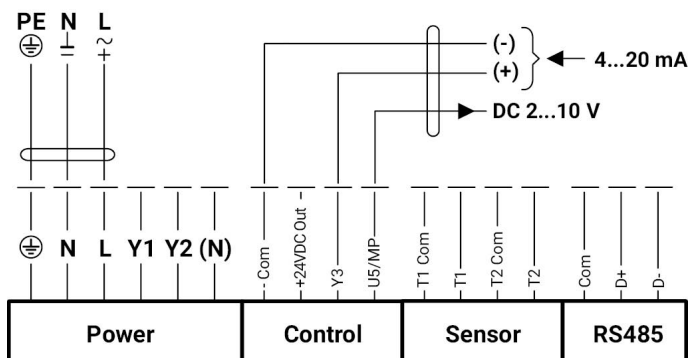 PE N L
(-)
(+)
4...20 mA
DC 2...10 V
N L Y1 Y2 (N)
- Com
+24VDC Out -
Y3
U5/MP
T1 Com
T1
T2 Com
T2
Com
D+
D-
Power
Control
Sensor
RS485